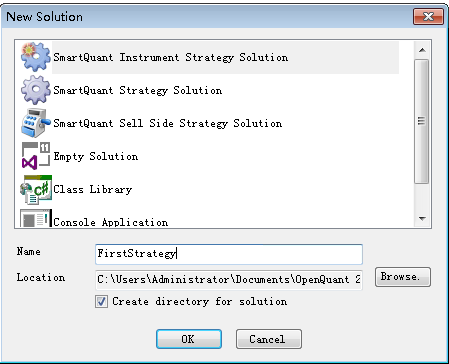 New Solution
SmartQuant Instrument Strategy Solution
SmartQuant Strategy Solution
SmartQuant Sell Side Strategy Solution
11
Empty Solution
C#
Class Library
Console Application
Name
FirstStrategy
Location
C:\Users\Administrator\Documents\OpenQuant 2
Browse.
Create directory for solution
OK
Cancel